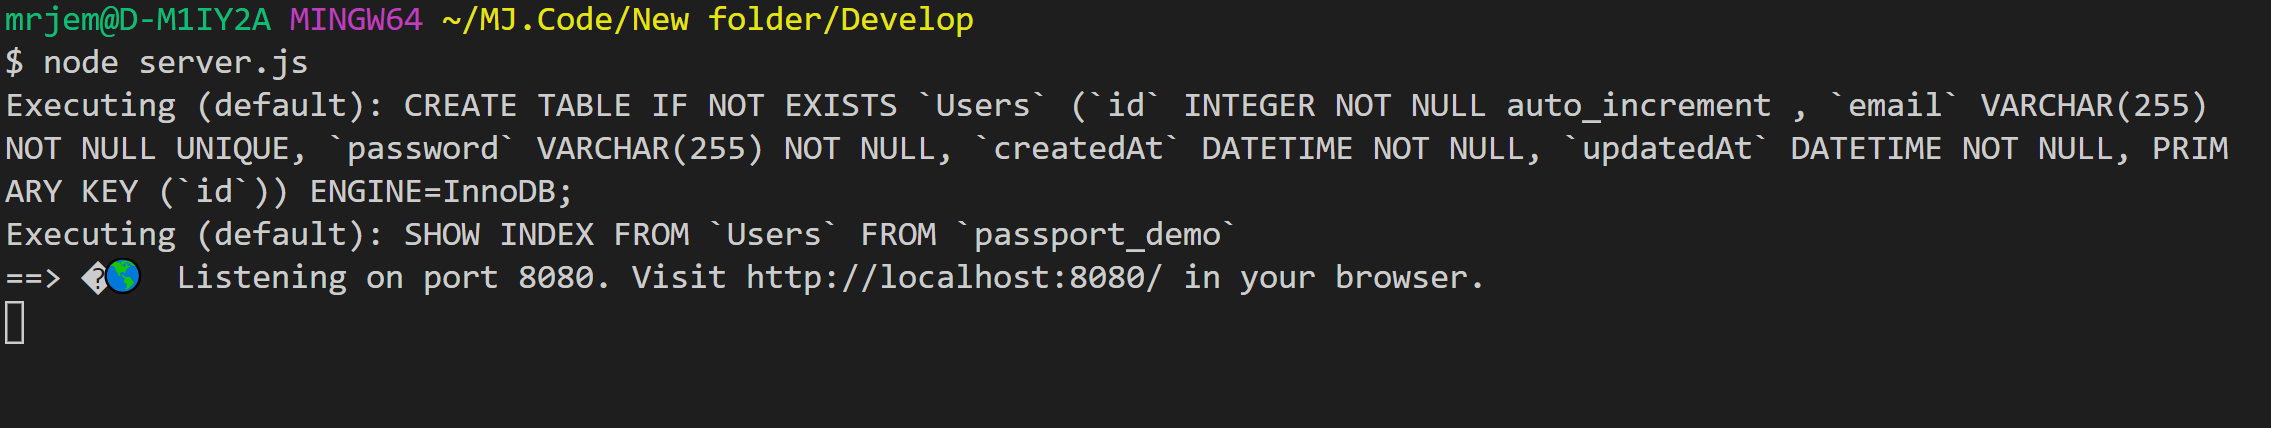 mrjem@D-M1IY2A MINGW64 ~/MJ.Code/New folder/Develop
$ node server.js
Executing (default): CREATE TABLE IF NOT EXISTS `Users` (`id` INTEGER NOT NULL auto_increment , `email` VARCHAR(255)
NOT NULL UNIQUE, `password` VARCHAR(255) NOT NULL, `createdAt` DATETIME NOT NULL, `updatedAt` DATETIME NOT NULL, PRIM
ARY KEY (`id`)) ENGINE=InnoDB;
Executing (default): SHOW INDEX FROM `Users` FROM `passport_demo`
==> �🌎  Listening on port 8080. Visit http://localhost:8080/ in your browser.